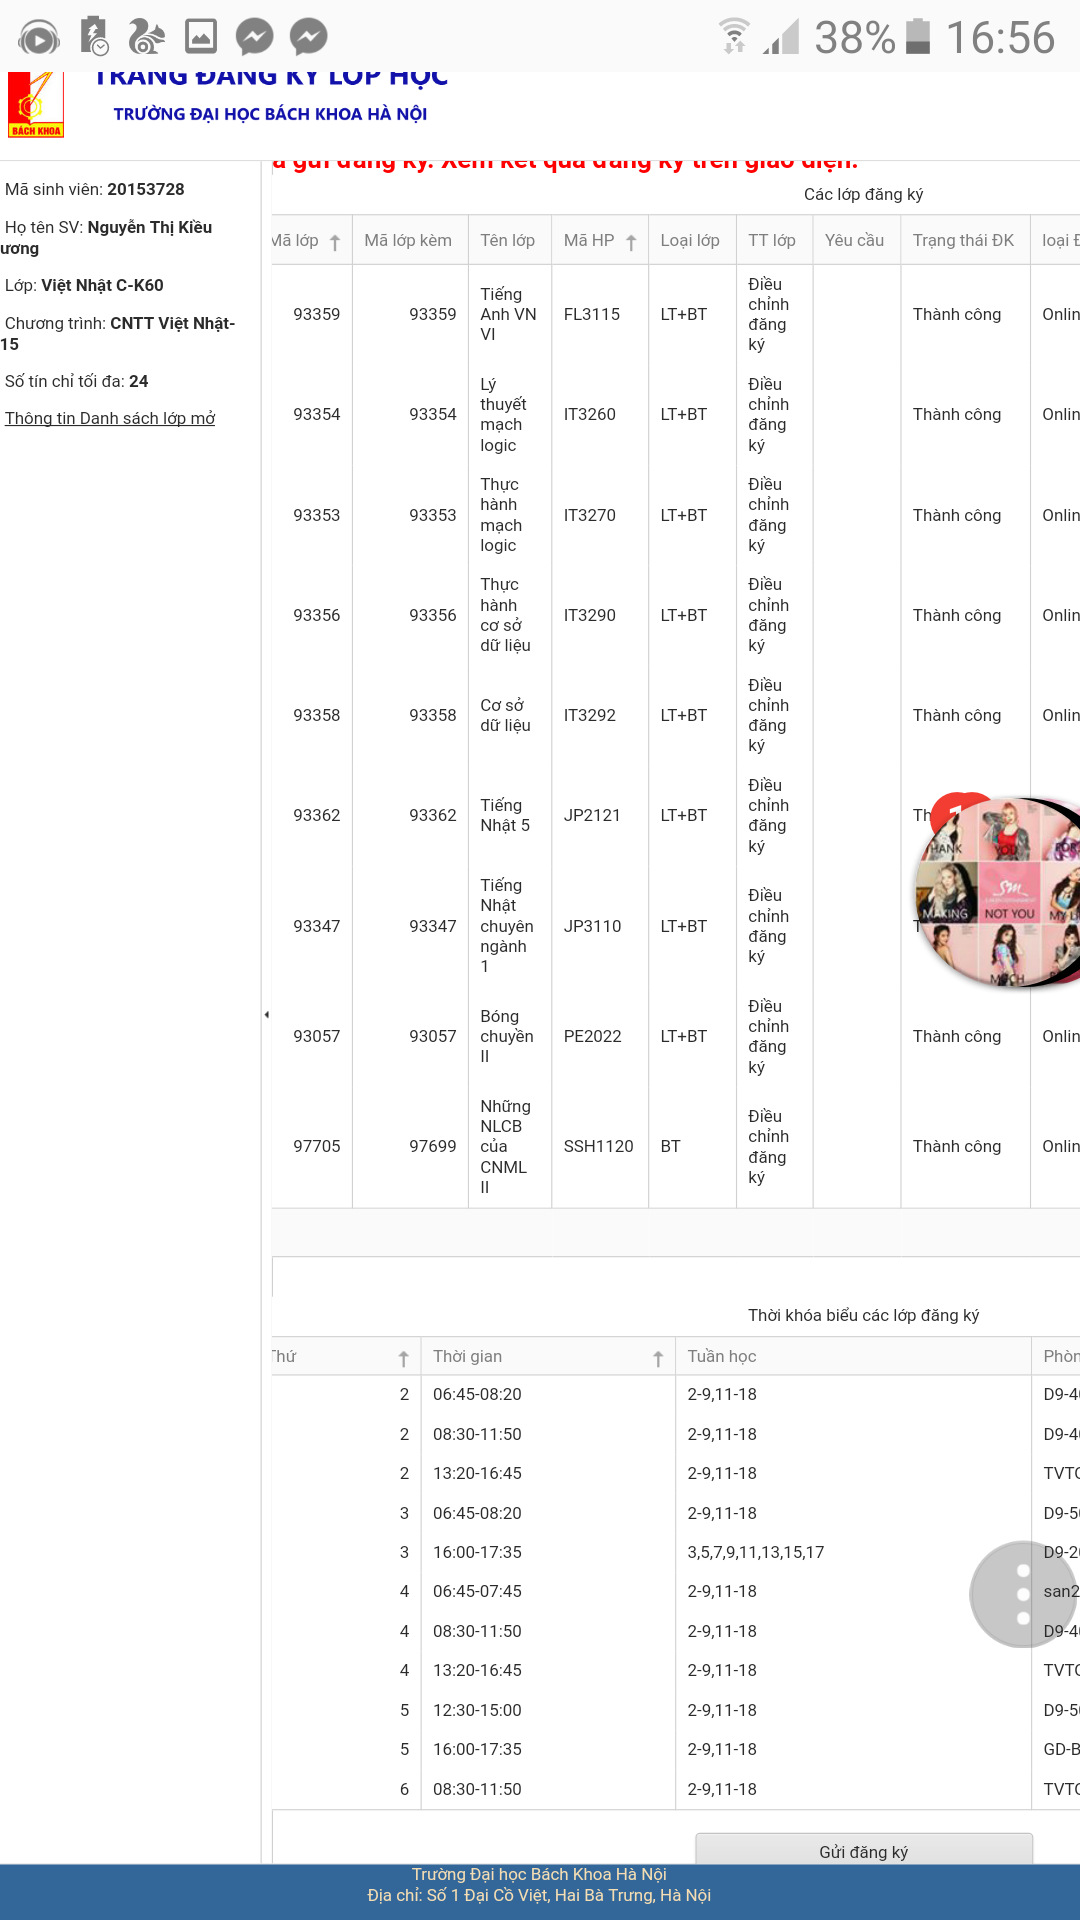 38% 16:56
TRANG ĐĂNG KÝ LỚP HỌC
TRƯỜNG ĐẠI HỌC BÁCH KHOA HÀ NỘI
BÁCH KHOA
gửi đăng ký. Xem kết quả đăng ký trên giao diện.
Mã sinh viên: 20153728
Họ tên SV: Nguyễn Thị Kiều
ương
Lớp: Việt Nhật C-K60
Chương trình: CNTT Việt Nhật-
15
Số tín chỉ tối đa: 24
Thông tin Danh sách lớp mở
Các lớp đăng ký
Mã lớp Mã lớp kèm Tên lớp Mã HP Loại lớp TT lớp Yêu cầu Trạng thái ĐK loại
93359 93359 Tiếng Anh VN VI FL3115 LT+BT Điều chỉnh đăng ký Thành công Onlin
93354 93354 Lý thuyết mạch logic IT3260 LT+BT Điều chỉnh đăng ký Thành công Onlin
93353 93353 Thực hành mạch logic IT3270 LT+BT Điều chỉnh đăng ký Thành công Onlin
93356 93356 Thực hành cơ sở dữ liệu IT3290 LT+BT Điều chỉnh đăng ký Thành công Onlin
93358 93358 Cơ sở dữ liệu IT3292 LT+BT Điều chỉnh đăng ký Thành công Onlin
93362 93362 Tiếng Nhật 5 JP2121 LT+BT Điều chỉnh đăng ký Th
93347 93347 Tiếng Nhật chuyên ngành 1 JP3110 LT+BT Điều chỉnh đăng ký T
93057 93057 Bóng chuyền II PE2022 LT+BT Điều chỉnh đăng ký Thành công Onlin
97705 97699 Những NLCB của CNML II SSH1120 BT Điều chỉnh đăng ký Thành công Onlin
1
THANK YOU FOR
MAKING SM NOT YOU MY L
MUCH
Thời khóa biểu các lớp đăng ký
Thứ Thời gian Tuần học Phòn
2 06:45-08:20 2-9,11-18 D9-4
2 08:30-11:50 2-9,11-18 D9-4
2 13:20-16:45 2-9,11-18 TVT
3 06:45-08:20 2-9,11-18 D9-5
3 16:00-17:35 3,5,7,9,11,13,15,17 D9-2
4 06:45-07:45 2-9,11-18 san2
4 08:30-11:50 2-9,11-18 D9-4
4 13:20-16:45 2-9,11-18 TVT
5 12:30-15:00 2-9,11-18 D9-5
5 16:00-17:35 2-9,11-18 GD-B
6 08:30-11:50 2-9,11-18 TVT
Gửi đăng ký
Trường Đại học Bách Khoa Hà Nội
Địa chỉ: Số 1 Đại Cồ Việt, Hai Bà Trưng, Hà Nội